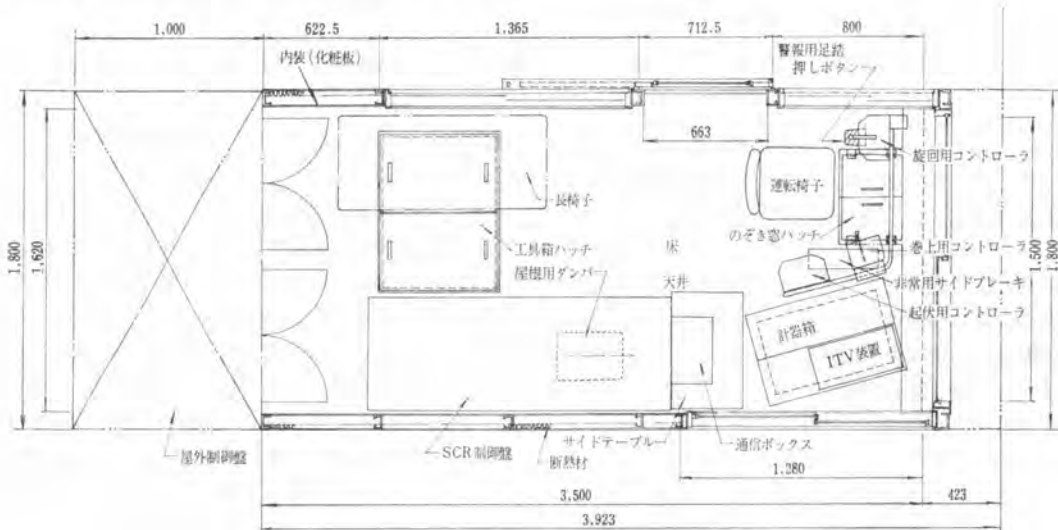 1,000
622.5
1,365
712.5
800
内装(化粧板)
警報用足踏
押しボタン
663
旋回用コントローラ
運転椅子
長椅子
のぞき窓ハッチ
工具箱ハッチ
床
巻上用コントローラ
屋根用ダンパー
天井
非常用サイドブレーキ
起伏用コントローラ
計器箱
ITV装置
1,800
1,620
1,500
1,800
屋外制御盤
SCR制御盤
断熱材
サイドテーブル
通信ボックス
1,280
3,500
423
3,923